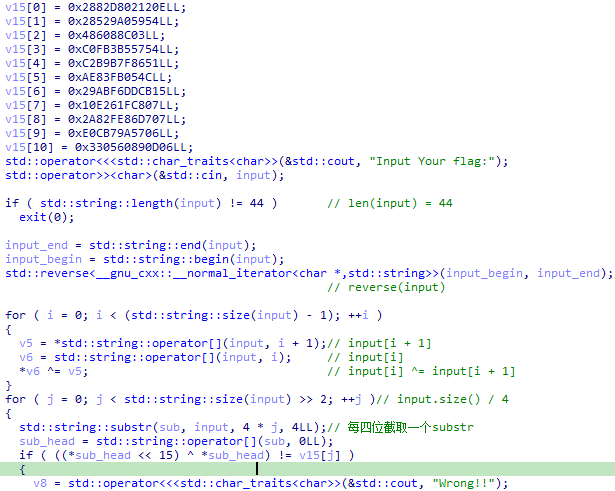 v15[0] = 0x2882D802120ELL;
v15[1] = 0x28529A05954LL;
v15[2] = 0x486088C03LL;
v15[3] = 0xC0FB3B55754LL;
v15[4] = 0xC2B9B7F8651LL;
v15[5] = 0xAE83FB054CLL;
v15[6] = 0x29ABF6DDCB15LL;
v15[7] = 0x10E261FC807LL;
v15[8] = 0x2A82FE86D707LL;
v15[9] = 0xE0CB79A5706LL;
v15[10] = 0x330560890D06LL;
std::operator<<<std::char_traits<char>>(&std::cout, "Input Your flag:");
std::operator>><char>(&std::cin, input);
if ( std::string::length(input) != 44 ) // len(input) = 44
exit(0);
input_end = std::string::end(input);
input_begin = std::string::begin(input);
std::reverse<__gnu_cxx::__normal_iterator<char *,std::string>>(input_begin, input_end);
// reverse(input)
for ( i = 0; i < (std::string::size(input) - 1); ++i )
{
v5 = *std::string::operator[](input, i + 1);// input[i + 1]
v6 = std::string::operator[](input, i); // input[i]
*v6 ^= v5; // input[i] ^= input[i + 1]
}
for ( j = 0; j < std::string::size(input) >> 2; ++j )// input.size() / 4
{
std::string::substr(sub, input, 4 * j, 4LL);// 每四位截取一个substr
sub_head = std::string::operator[](sub, 0LL);
if ( ((*sub_head << 15) ^ *sub_head) != v15[j] )
{
v8 = std::operator<<<std::char_traits<char>>(&std::cout, "Wrong!!");